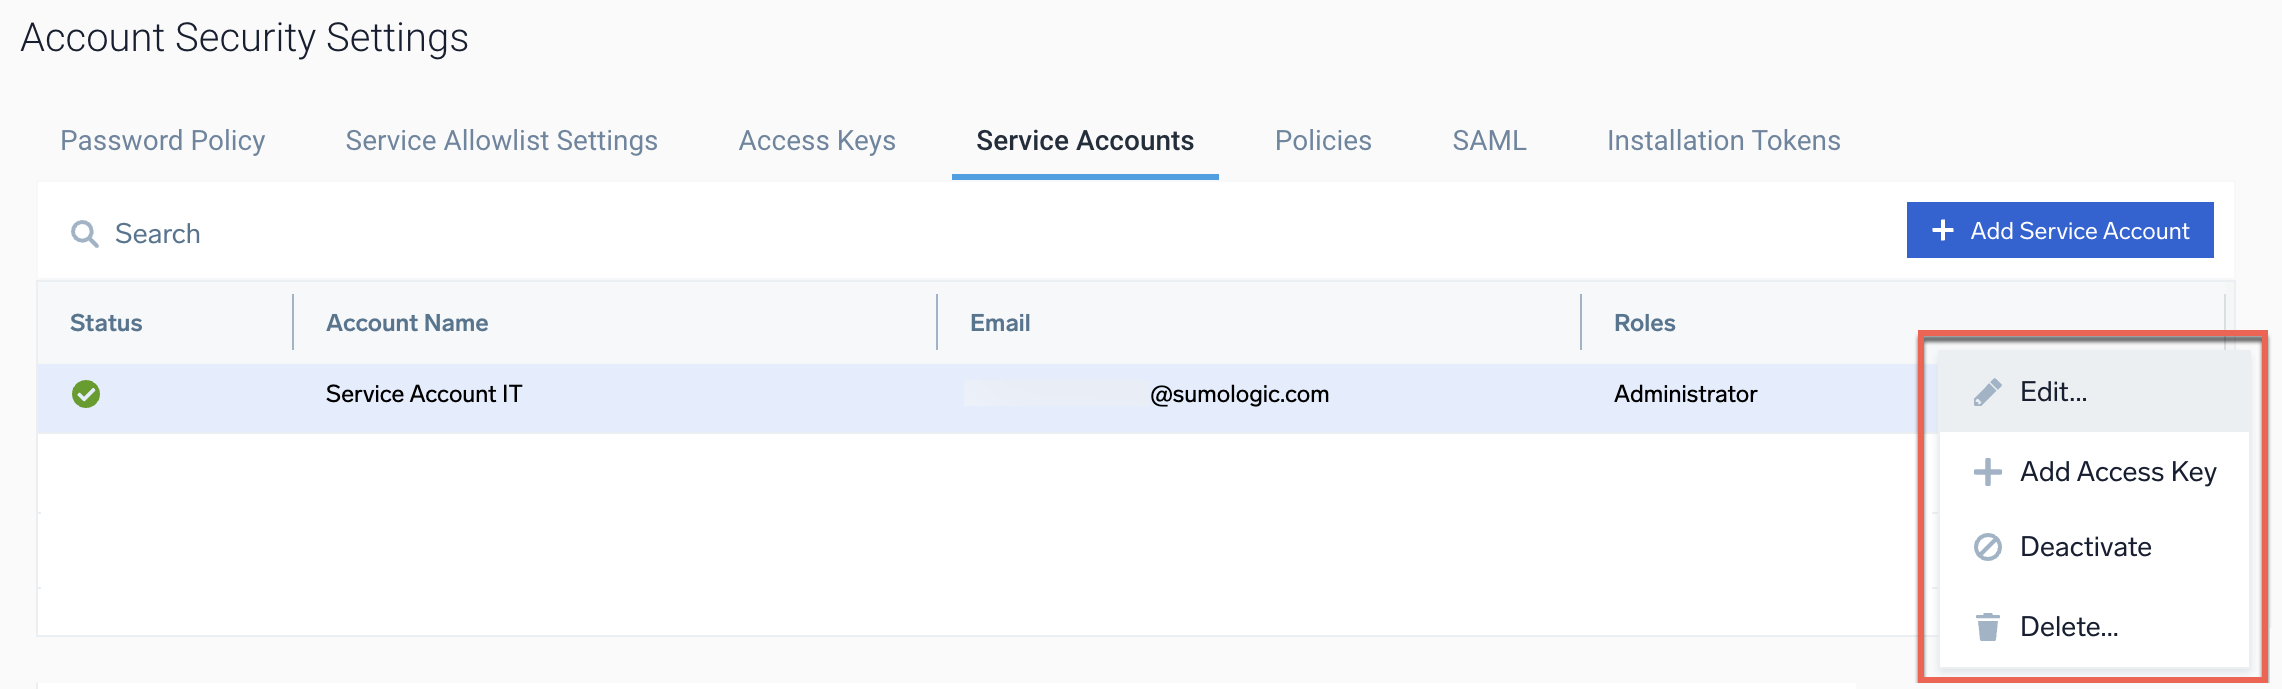 Account Security Settings
Password Policy Service Allowlist Settings Access Keys Service Accounts Policies SAML Installation Tokens
Search
+ Add Service Account
Status Account Name Email Roles
Service Account IT @sumologic.com Administrator
Edit...
Add Access Key
Deactivate
Delete...